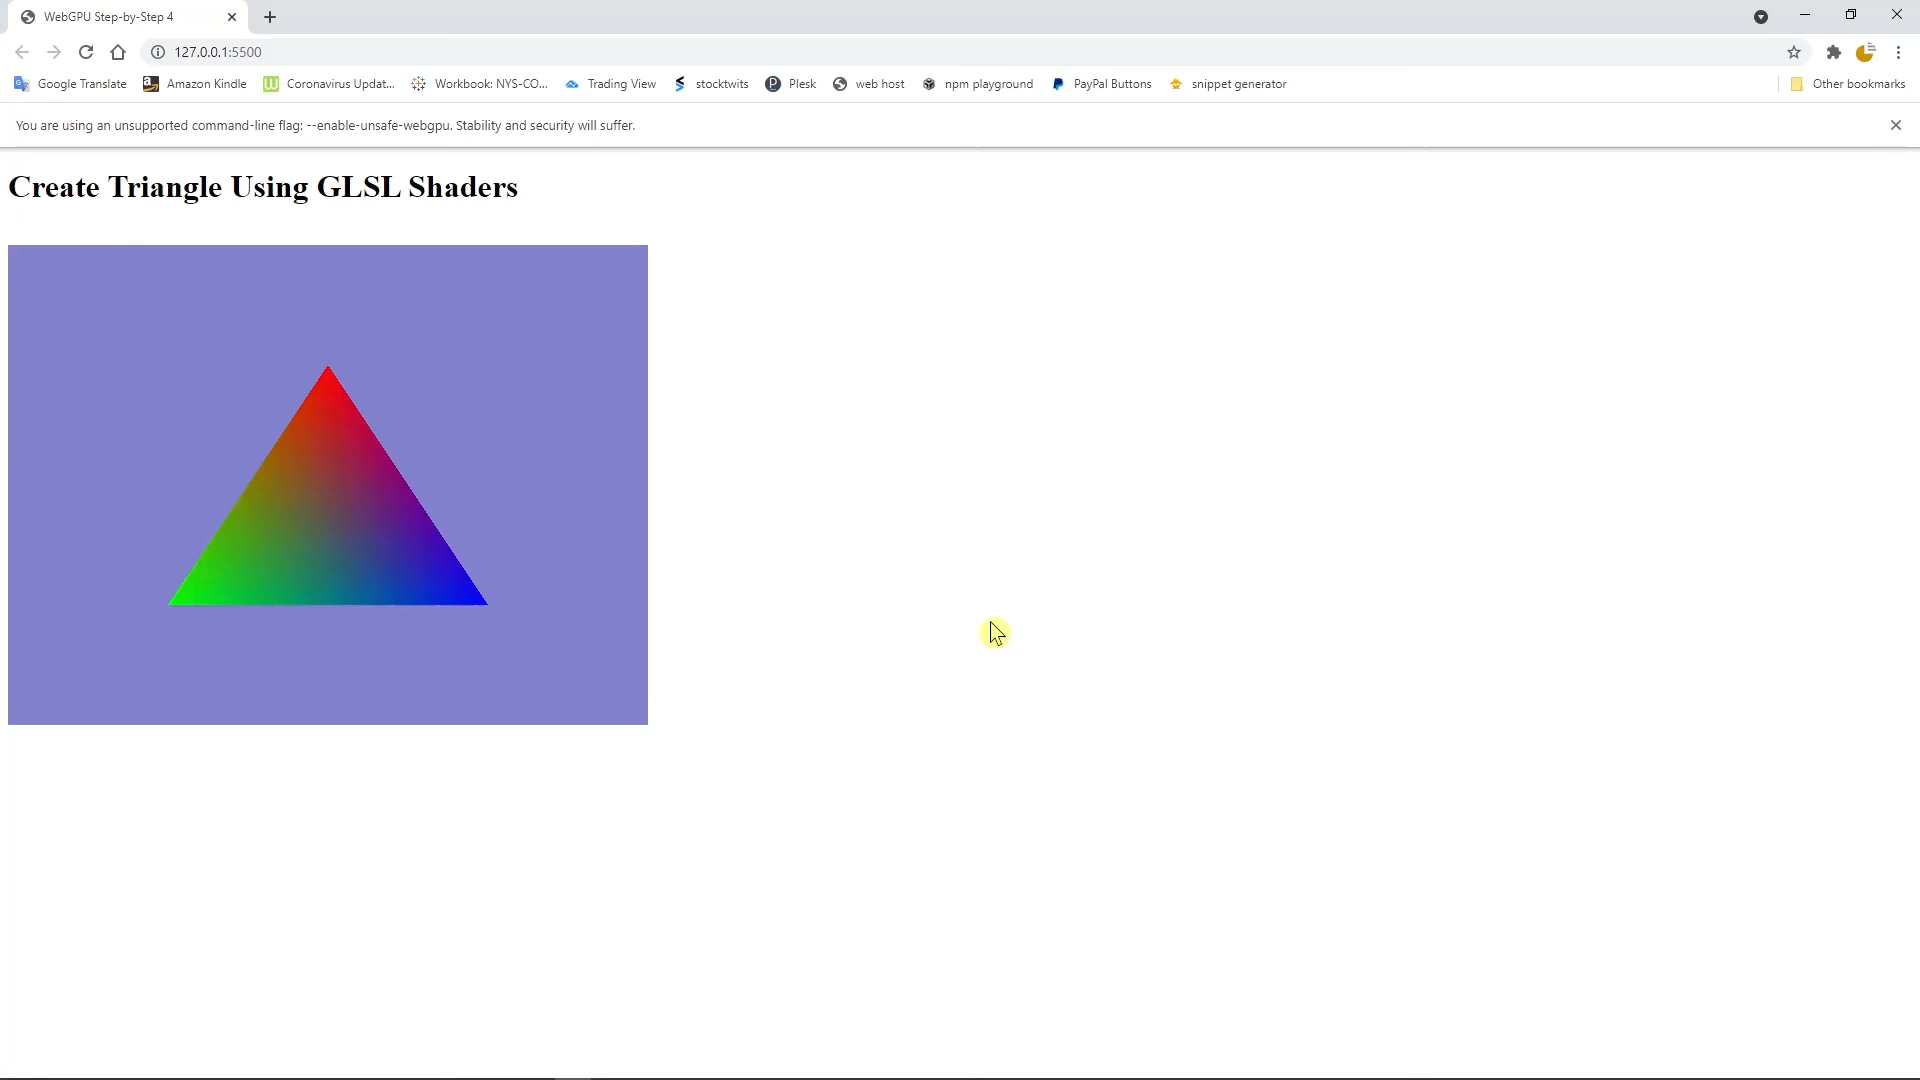 WebGPU Step-by-Step 4
127.0.0.1:5500
Google Translate Amazon Kindle Coronavirus Updat... Workbook: NYS-CO... Trading View stocktwits Plesk web host npm playground PayPal Buttons snippet generator Other bookmarks
You are using an unsupported command-line flag: --enable-unsafe-webgpu. Stability and security will suffer.
Create Triangle Using GLSL Shaders